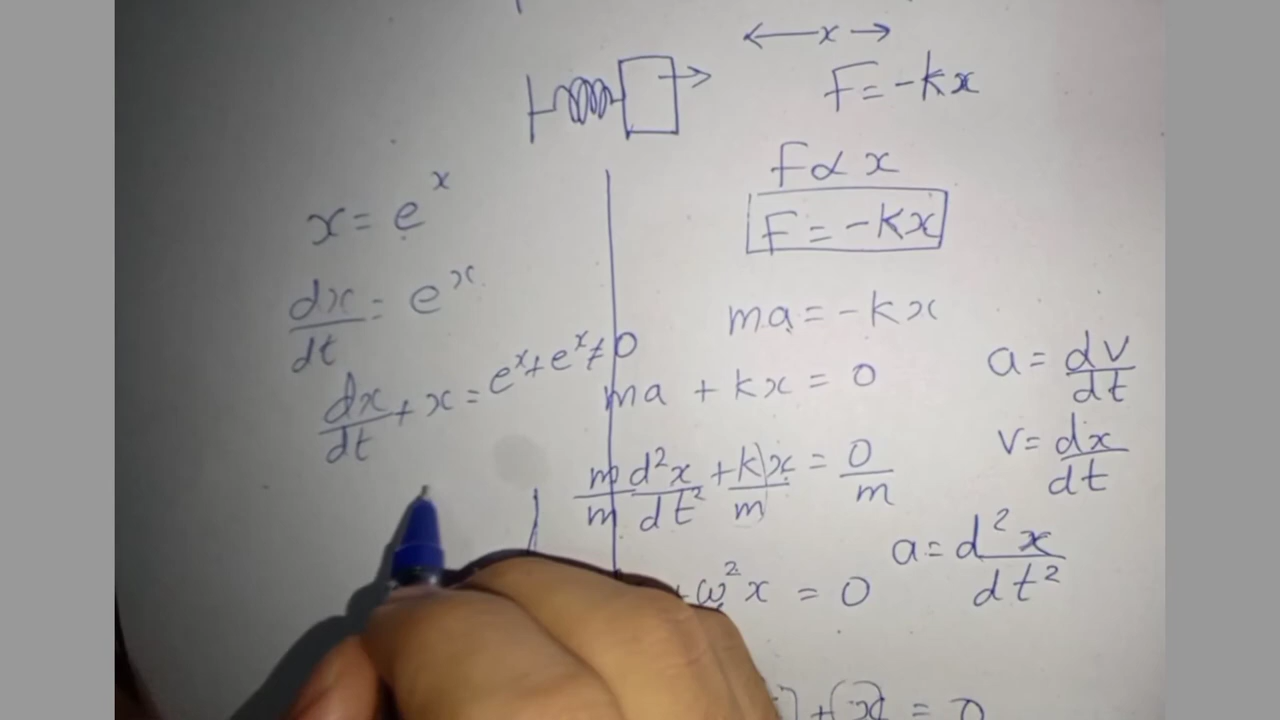 x = e^x
dx/dt = e^x
dx/dt + x = e^x + e^x ≠ 0
← x →
F = -kx
F ∝ x
F = -kx
ma = -kx
ma + kx = 0
m/m d²x/dt² + k/m x = 0/m
+ ω²x = 0
a = dv/dt
v = dx/dt
a = d²x/dt²
+ (x) = 0